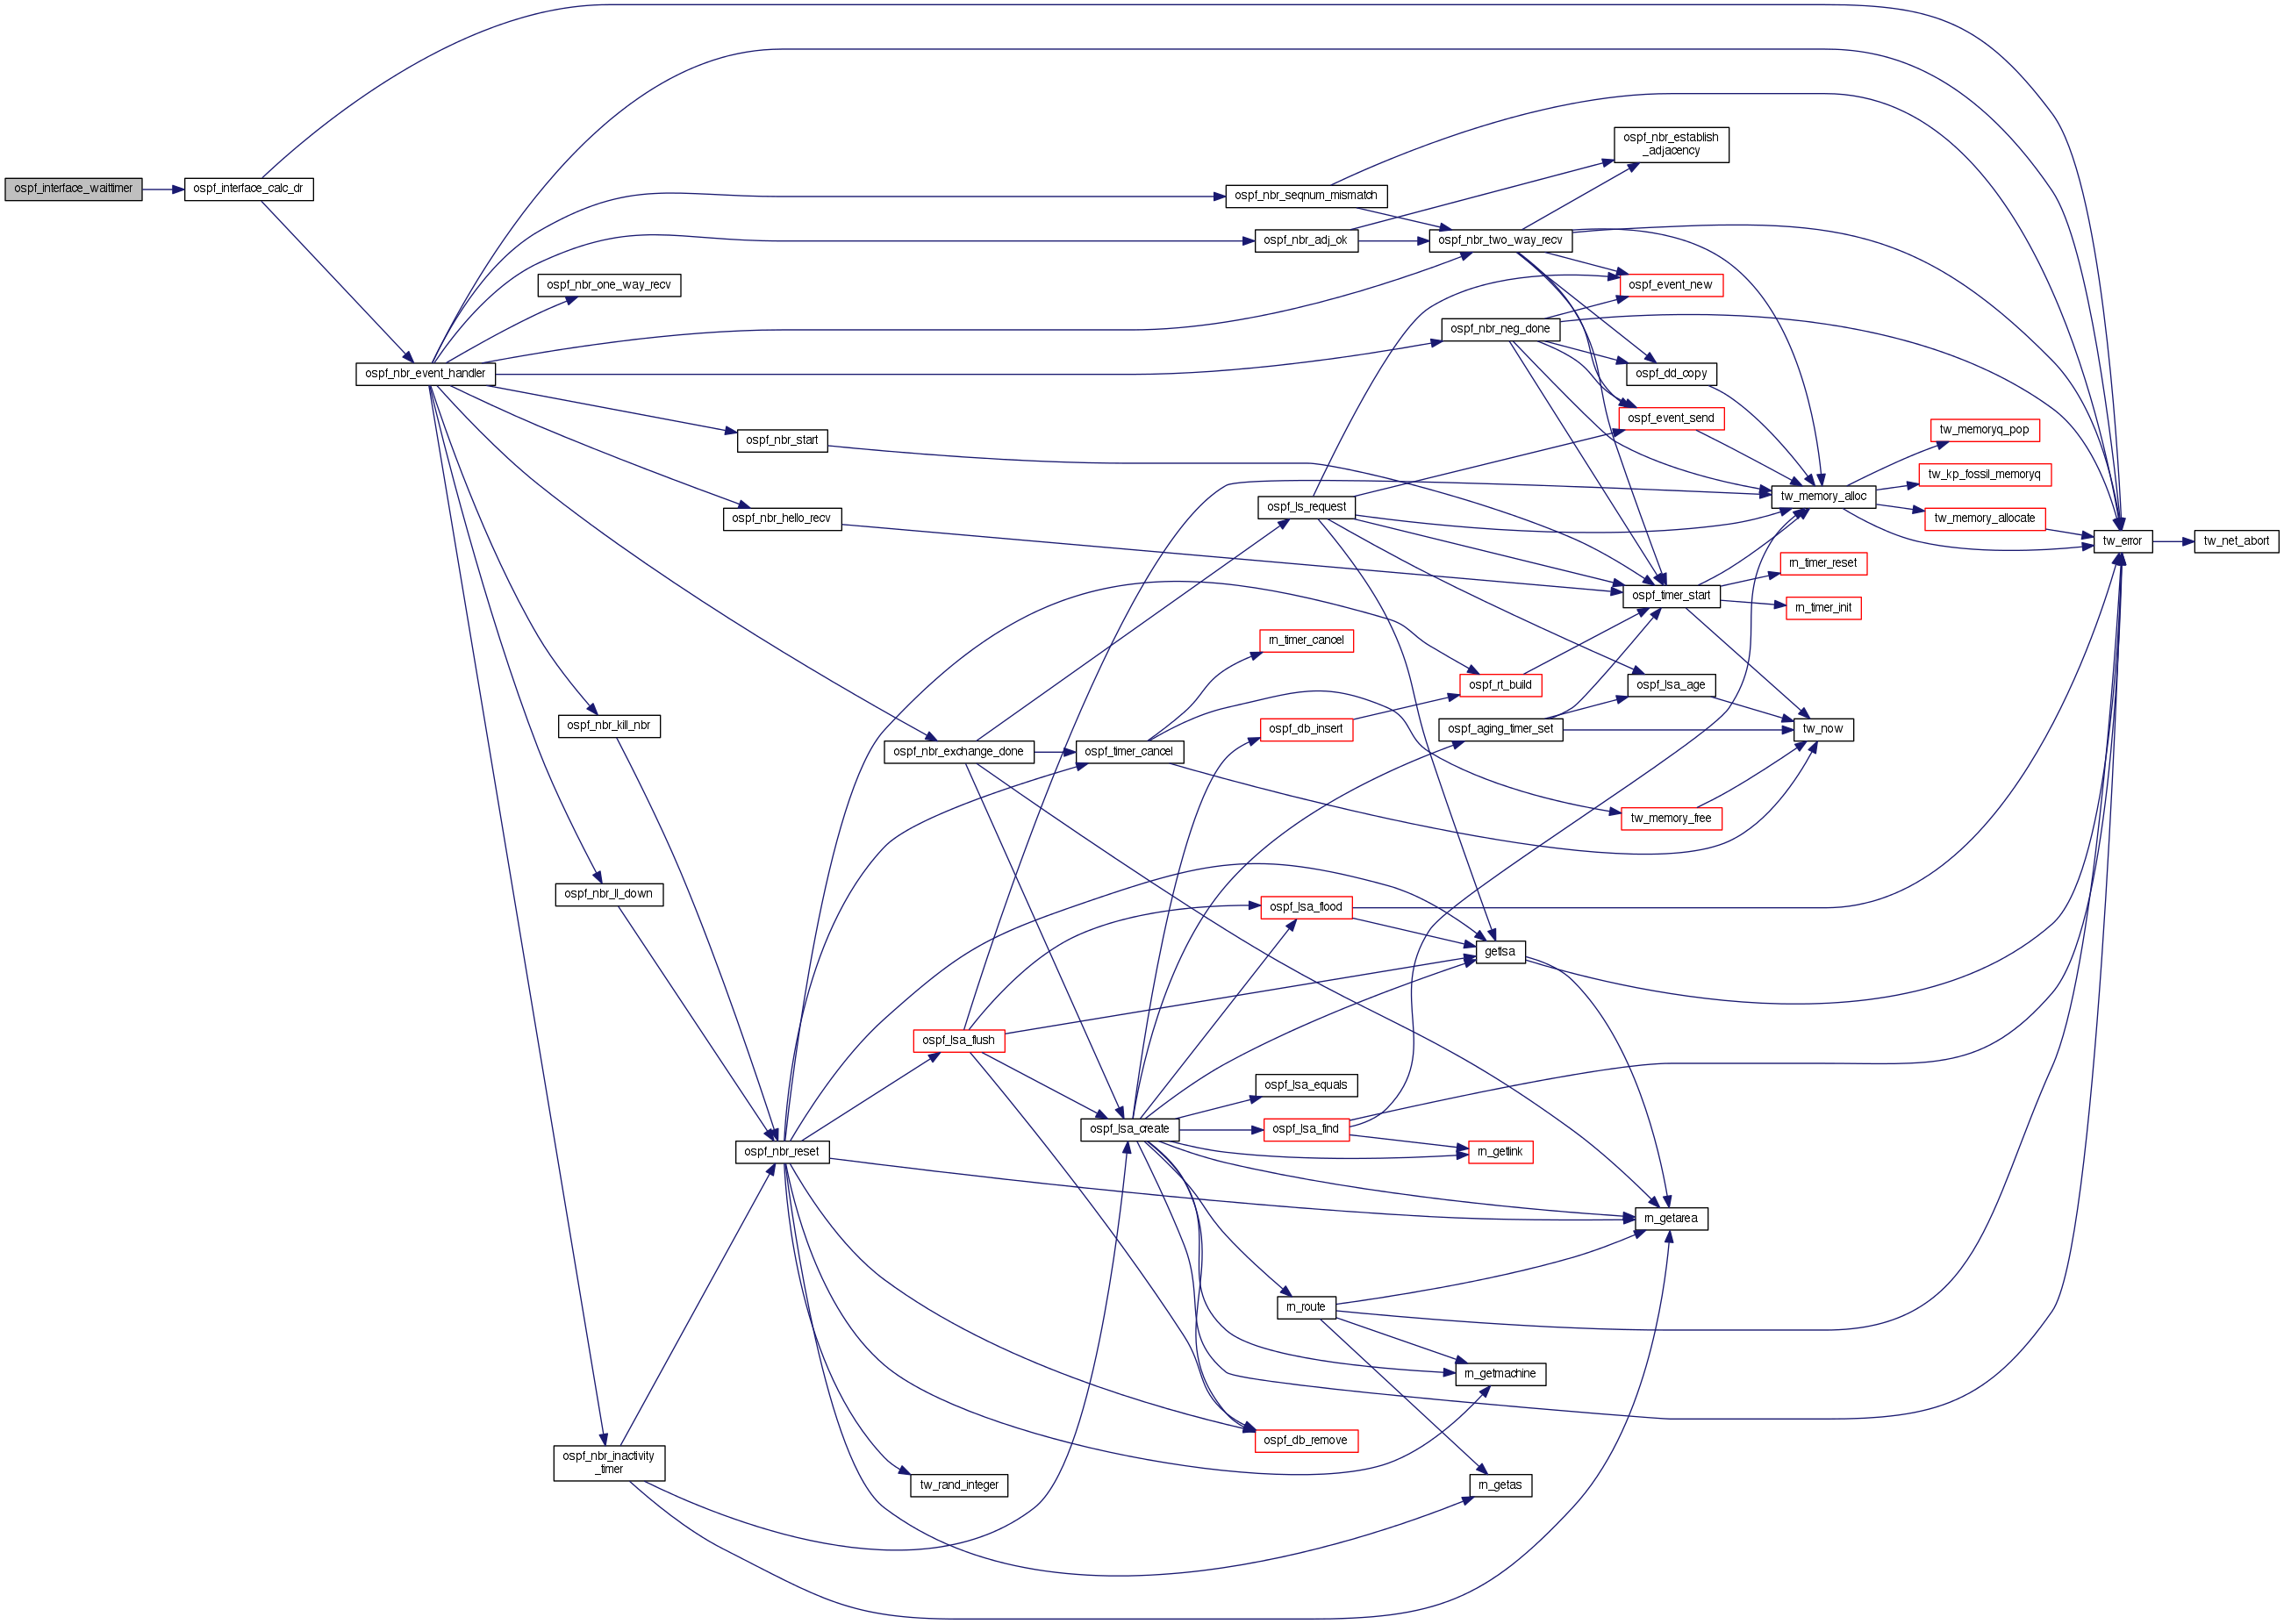 ospf_interface_waittimer
ospf_interface_calc_dr
ospf_nbr_event_handler
ospf_nbr_one_way_recv
ospf_nbr_start
ospf_nbr_hello_recv
ospf_nbr_kill_nbr
ospf_nbr_exchange_done
ospf_nbr_ll_down
ospf_nbr_reset
ospf_nbr_inactivity
_timer
ospf_lsa_flush
tw_rand_integer
ospf_timer_cancel
ospf_lsa_create
ospf_nbr_seqnum_mismatch
ospf_nbr_adj_ok
ospf_ls_request
rn_timer_cancel
ospf_db_insert
ospf_lsa_flood
ospf_lsa_equals
ospf_lsa_find
rn_route
ospf_db_remove
ospf_nbr_two_way_recv
ospf_nbr_neg_done
ospf_rt_build
ospf_aging_timer_set
getlsa
rn_getlink
rn_getmachine
rn_getas
ospf_nbr_establish
_adjacency
ospf_event_new
ospf_dd_copy
ospf_event_send
ospf_timer_start
ospf_lsa_age
tw_memory_free
rn_getarea
tw_memory_alloc
rn_timer_reset
rn_timer_init
tw_now
tw_memoryq_pop
tw_kp_fossil_memoryq
tw_memory_allocate
tw_error
tw_net_abort